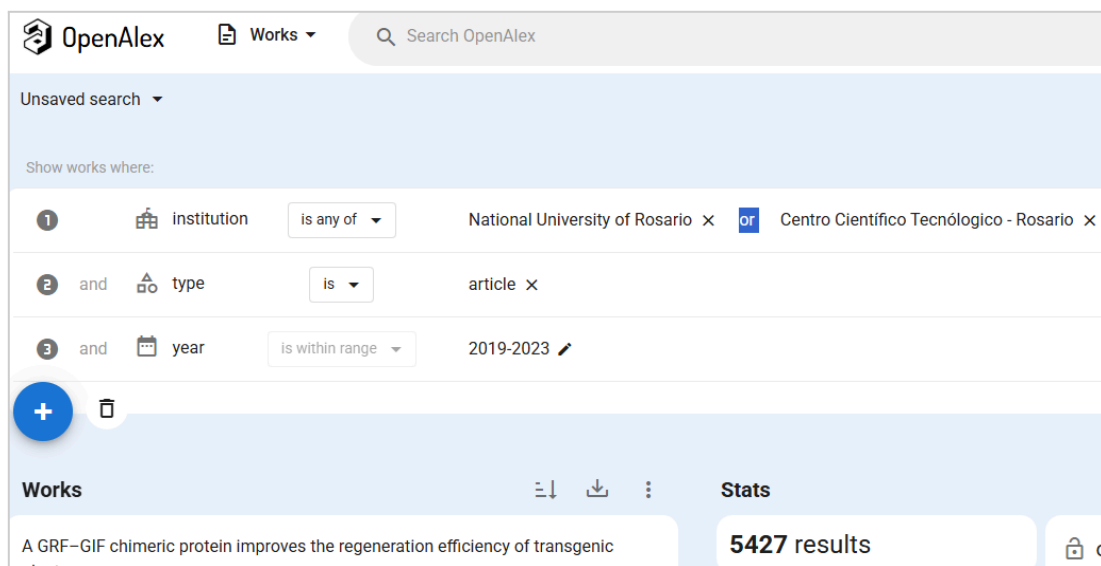 OpenAlex Works Search OpenAlex
Unsaved search
Show works where:
1 institution is any of National University of Rosario × or Centro Científico Tecnólogico - Rosario ×
2 and type is article ×
3 and year is within range 2019-2023
+
Works Stats
A GRF–GIF chimeric protein improves the regeneration efficiency of transgenic
5427 results